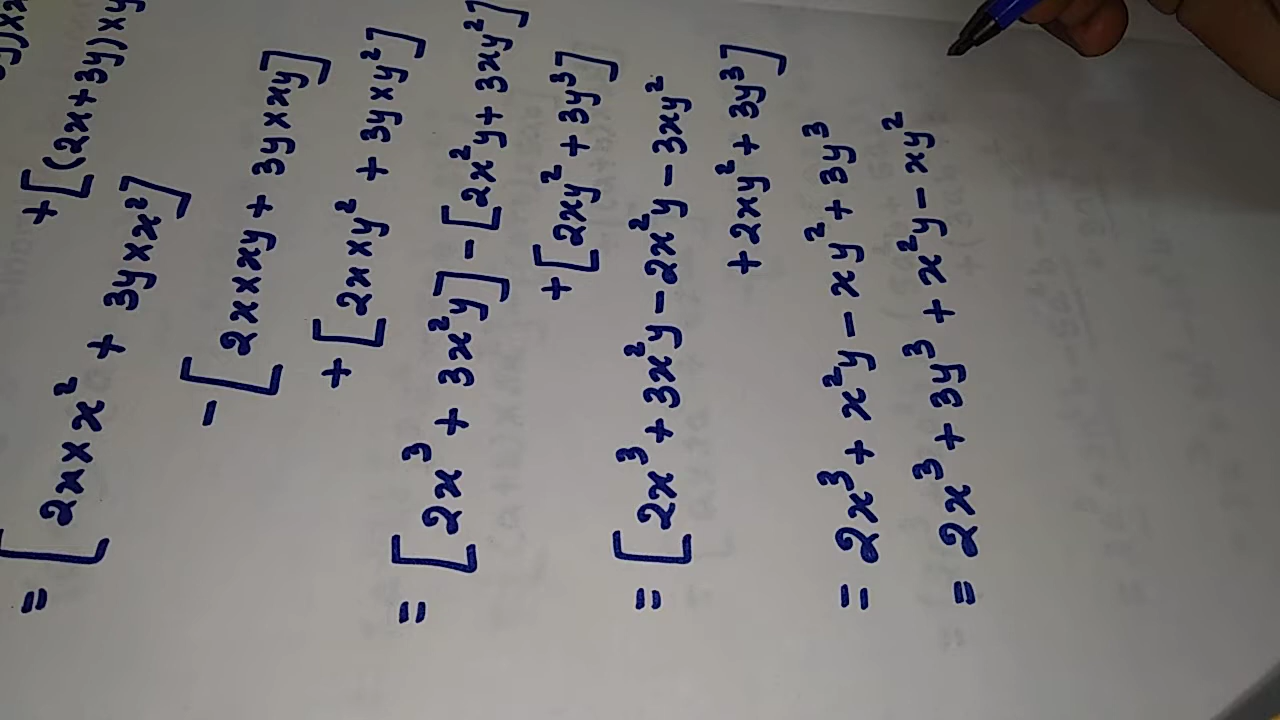 +[(2x+3y)×y
= [2x×x² + 3y×x²]
- [2x×xy + 3y×xy]
+ [2x×y² + 3y×y²]
= [2x³ + 3x²y] - [2x²y + 3xy²]
+ [2xy² + 3y³]
= [2x³ + 3x²y - 2x²y - 3xy²
+ 2xy² + 3y³]
= 2x³ + x²y - xy² + 3y³
= 2x³ + 3y³ + x²y - xy²